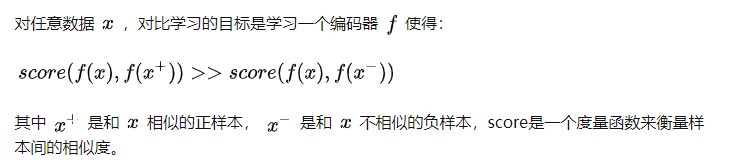 对任意数据 x ，对比学习的目标是学习一个编码器 f 使得：
score(f(x), f(x⁺)) >> score(f(x), f(x⁻))
其中 x⁺ 是和 x 相似的正样本， x⁻ 是和 x 不相似的负样本，score是一个度量函数来衡量样
本间的相似度。